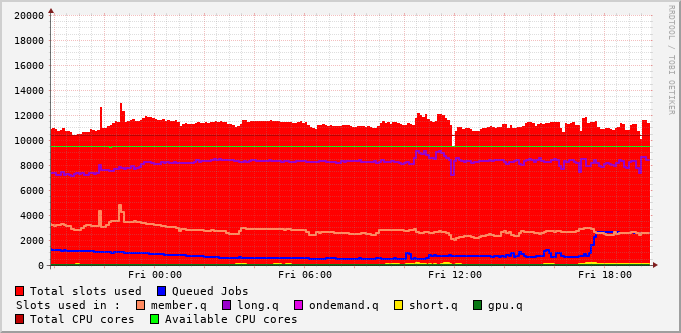 RRDTOOL / TOBI OETIKER
20000
18000
16000
14000
12000
10000
8000
6000
4000
2000
0
Fri 00:00 Fri 06:00 Fri 12:00 Fri 18:00
Total slots used Queued Jobs
Slots used in : member.q long.q ondemand.q short.q gpu.q
Total CPU cores Available CPU cores